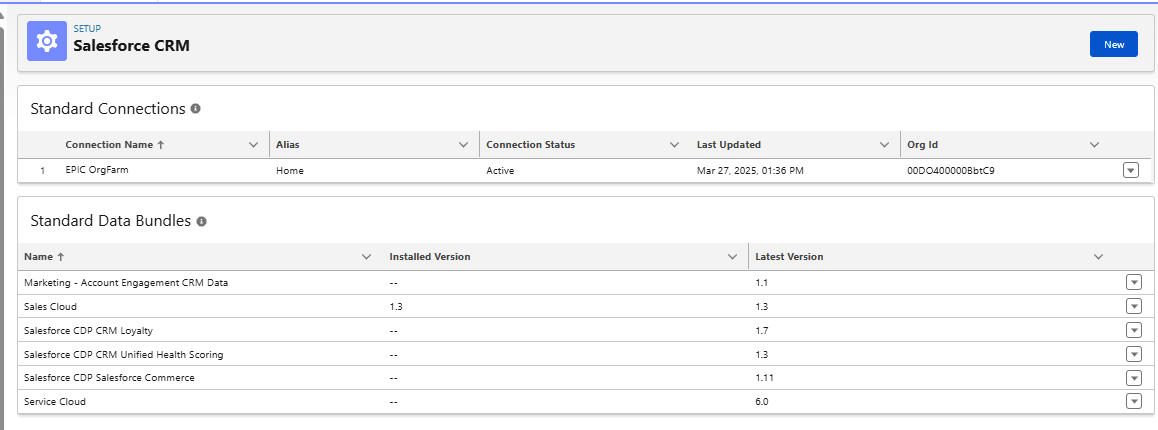 SETUP
Salesforce CRM
New
Standard Connections
Connection Name Alias Connection Status Last Updated Org Id
1 EPIC OrgFarm Home Active Mar 27, 2025, 01:36 PM 00DO400000BbtC9
Standard Data Bundles
Name Installed Version Latest Version
Marketing - Account Engagement CRM Data -- 1.1
Sales Cloud 1.3 1.3
Salesforce CDP CRM Loyalty -- 1.7
Salesforce CDP CRM Unified Health Scoring -- 1.3
Salesforce CDP Salesforce Commerce -- 1.11
Service Cloud -- 6.0